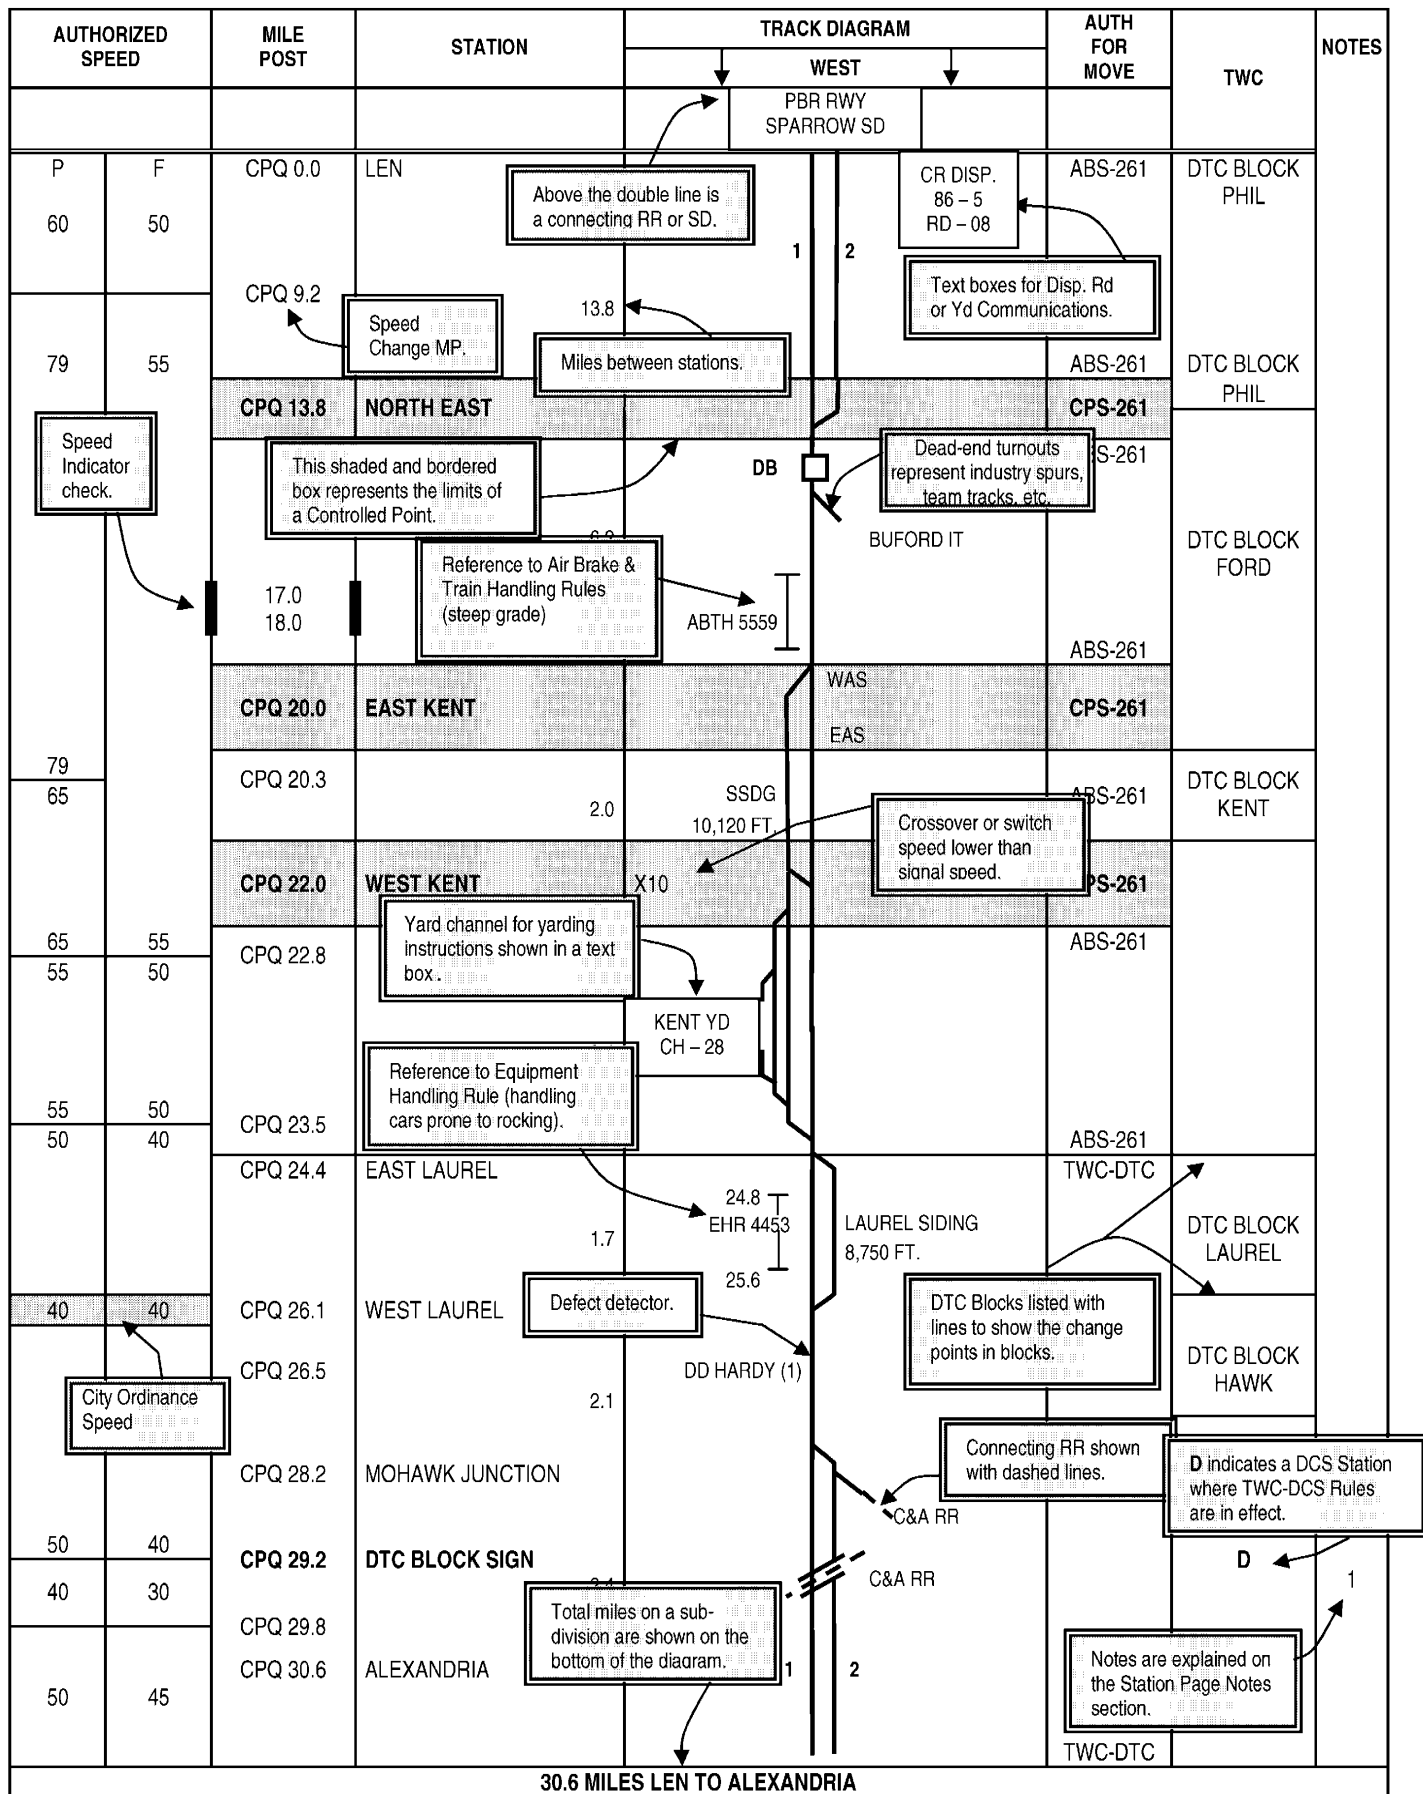 AUTHORIZED
SPEED
MILE
POST
STATION
TRACK DIAGRAM
WEST
AUTH
FOR
MOVE
TWC
NOTES
PBR RWY
SPARROW SD
P F CPQ 0.0 LEN
Above the double line is
a connecting RR or SD.
CR DISP.
86 – 5
RD – 08
ABS-261 DTC BLOCK
PHIL
60 50
1 2
Text boxes for Disp. Rd
or Yd Communications.
CPQ 9.2
Speed
Change MP.
13.8
Miles between stations.
79 55
ABS-261 DTC BLOCK
PHIL
CPQ 13.8 NORTH EAST CPS-261
Speed
Indicator
check.
This shaded and bordered
box represents the limits of
a Controlled Point.
DB
Dead-end turnouts
represent industry spurs,
team tracks, etc.
S-261
BUFORD IT
DTC BLOCK
FORD
Reference to Air Brake &
Train Handling Rules
(steep grade)
17.0
18.0
ABTH 5559
ABS-261
WAS
CPQ 20.0 EAST KENT CPS-261
EAS
79
65
CPQ 20.3
2.0
SSDG
10,120 FT.
ABS-261
DTC BLOCK
KENT
Crossover or switch
speed lower than
signal speed.
CPQ 22.0 WEST KENT X10 PS-261
Yard channel for yarding
instructions shown in a text
box.
65 55
55 50
CPQ 22.8
ABS-261
KENT YD
CH – 28
Reference to Equipment
Handling Rule (handling
cars prone to rocking).
55 50
50 40
CPQ 23.5
ABS-261
CPQ 24.4 EAST LAUREL TWC-DTC
24.8
EHR 4453
25.6
1.7
LAUREL SIDING
8,750 FT.
DTC BLOCK
LAUREL
40 40 CPQ 26.1 WEST LAUREL
Defect detector.
DTC Blocks listed with
lines to show the change
points in blocks.
DTC BLOCK
HAWK
CPQ 26.5
DD HARDY (1)
City Ordinance
Speed
2.1
Connecting RR shown
with dashed lines.
D indicates a DCS Station
where TWC-DCS Rules
are in effect.
CPQ 28.2 MOHAWK JUNCTION
C&A RR
50 40
40 30
CPQ 29.2 DTC BLOCK SIGN
C&A RR
D
1
Total miles on a sub-
division are shown on the
bottom of the diagram.
CPQ 29.8
CPQ 30.6 ALEXANDRIA
1 2
Notes are explained on
the Station Page Notes
section.
50 45
TWC-DTC
30.6 MILES LEN TO ALEXANDRIA